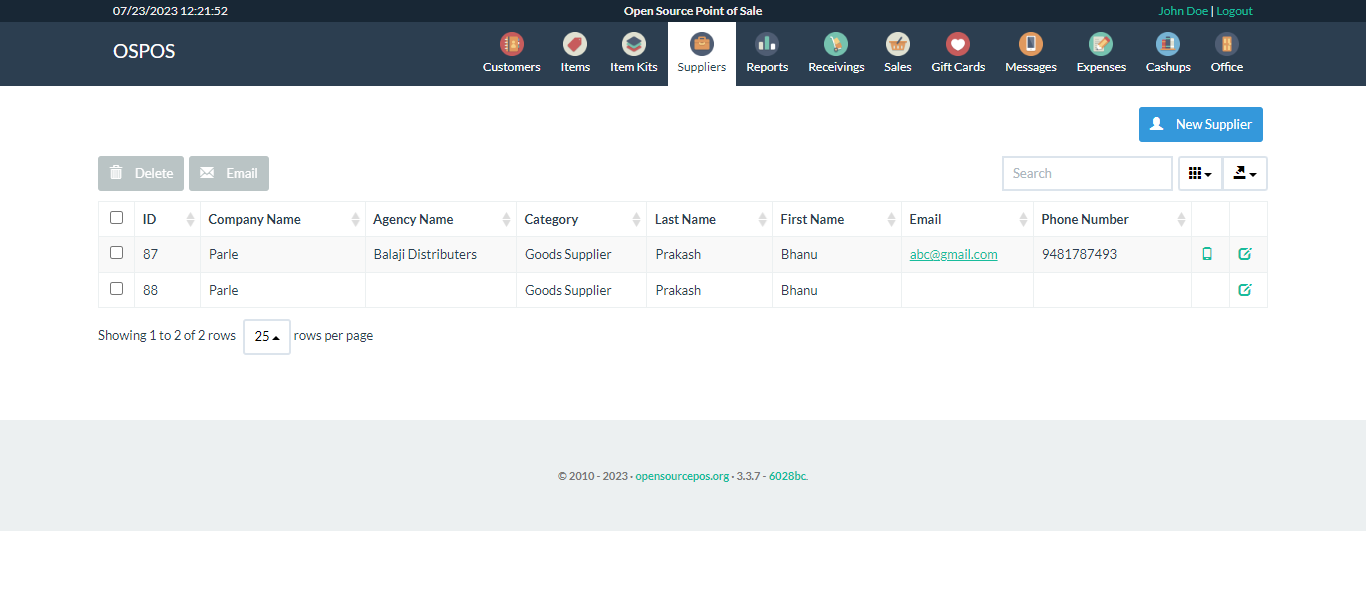 07/23/2023 12:21:52 Open Source Point of Sale John Doe | Logout
OSPOS Customers Items Item Kits Suppliers Reports Receivings Sales Gift Cards Messages Expenses Cashups Office
New Supplier
Delete Email Search
ID Company Name Agency Name Category Last Name First Name Email Phone Number
87 Parle Balaji Distributers Goods Supplier Prakash Bhanu abc@gmail.com 9481787493
88 Parle Goods Supplier Prakash Bhanu
Showing 1 to 2 of 2 rows 25 rows per page
© 2010 - 2023 · opensourcepos.org · 3.3.7 - 6028bc.